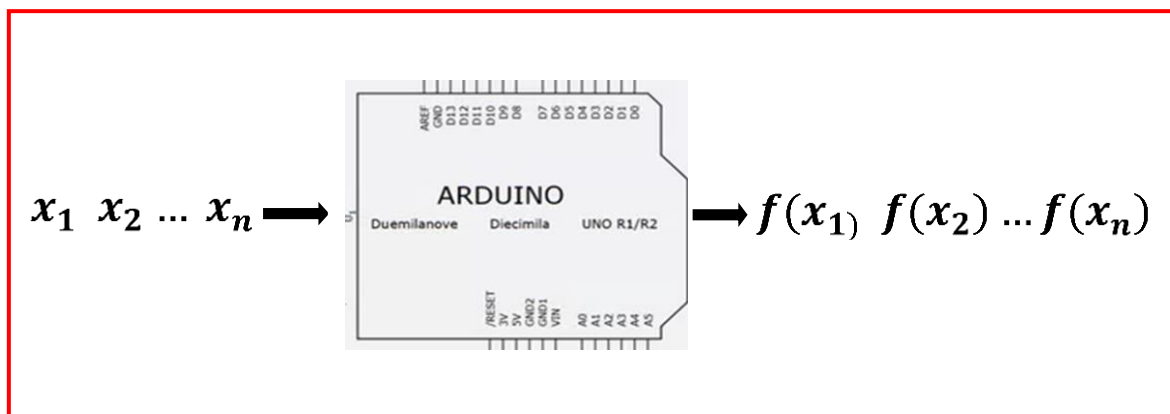 AREF GND D13 D12 D11 D10 D9 D8 D7 D6 D5 D4 D3 D2 D1 D0
ARDUINO
x₁ x₂ ... xₙ
f(x₁) f(x₂) ... f(xₙ)
Duemilanove Diecimila UNO R1/R2
/RESET 3V 5V GND2 GND1 VIN A0 A1 A2 A3 A4 A5